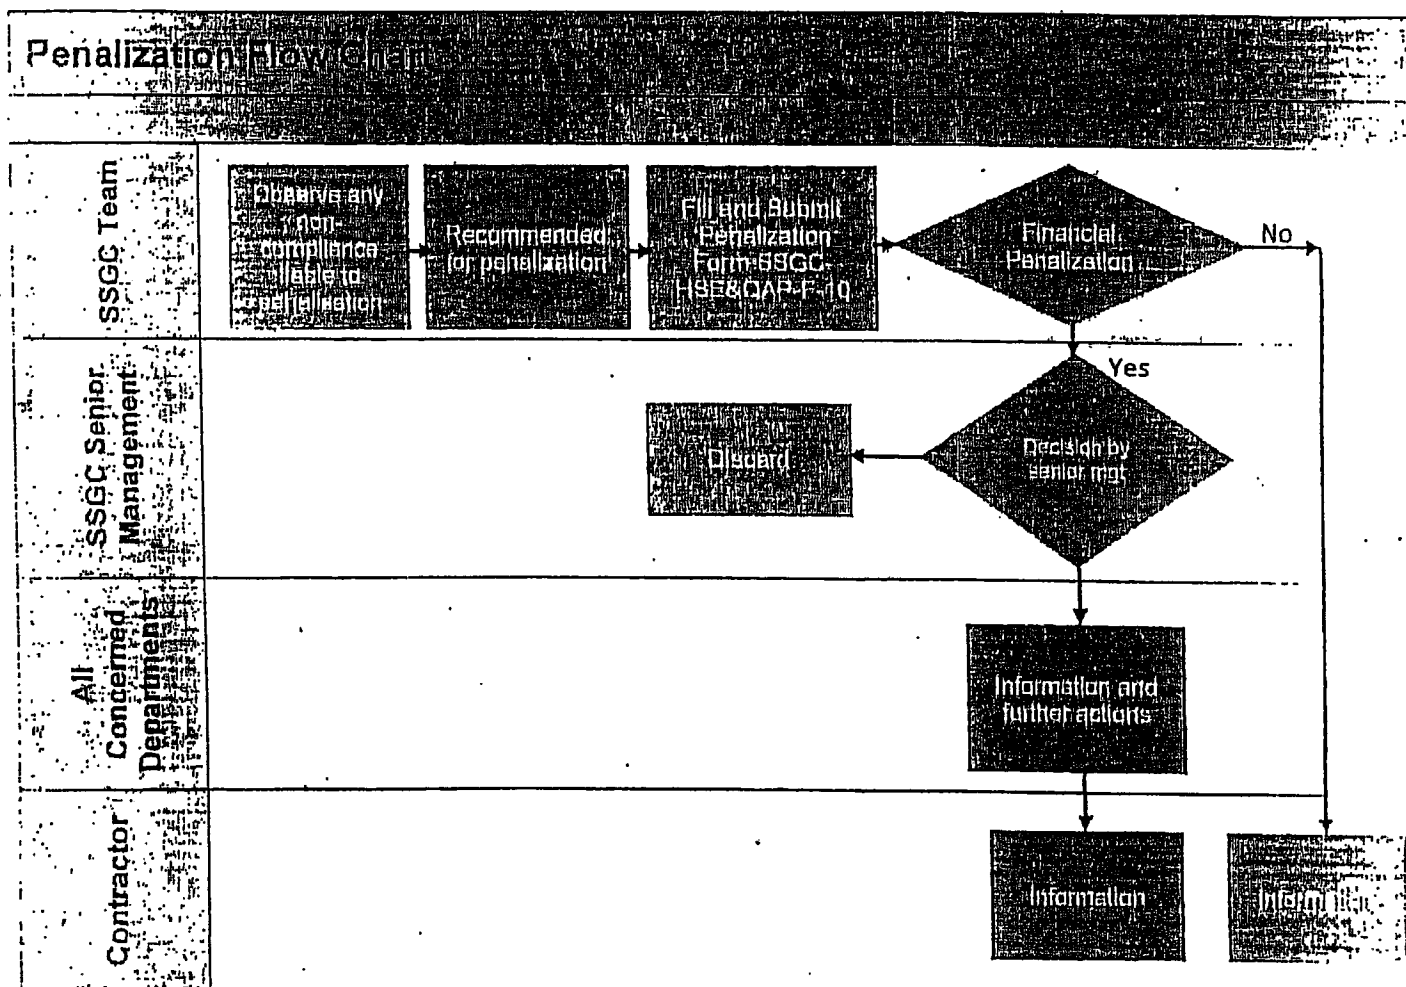 Penalization Flow Chart
SSGC Team
Observe any
non-
compliance
liable to
penalization
Recommended
for penalization
Fill and Submit
Penalization
Form-SSGC-
HSE&QAP-F-10
Financial
Penalization
No
Yes
SSGC Senior
Management
Discard
Decision by
senior mgt
All
Concerned
Departments
Information and
further actions
Contractor
Information
Information